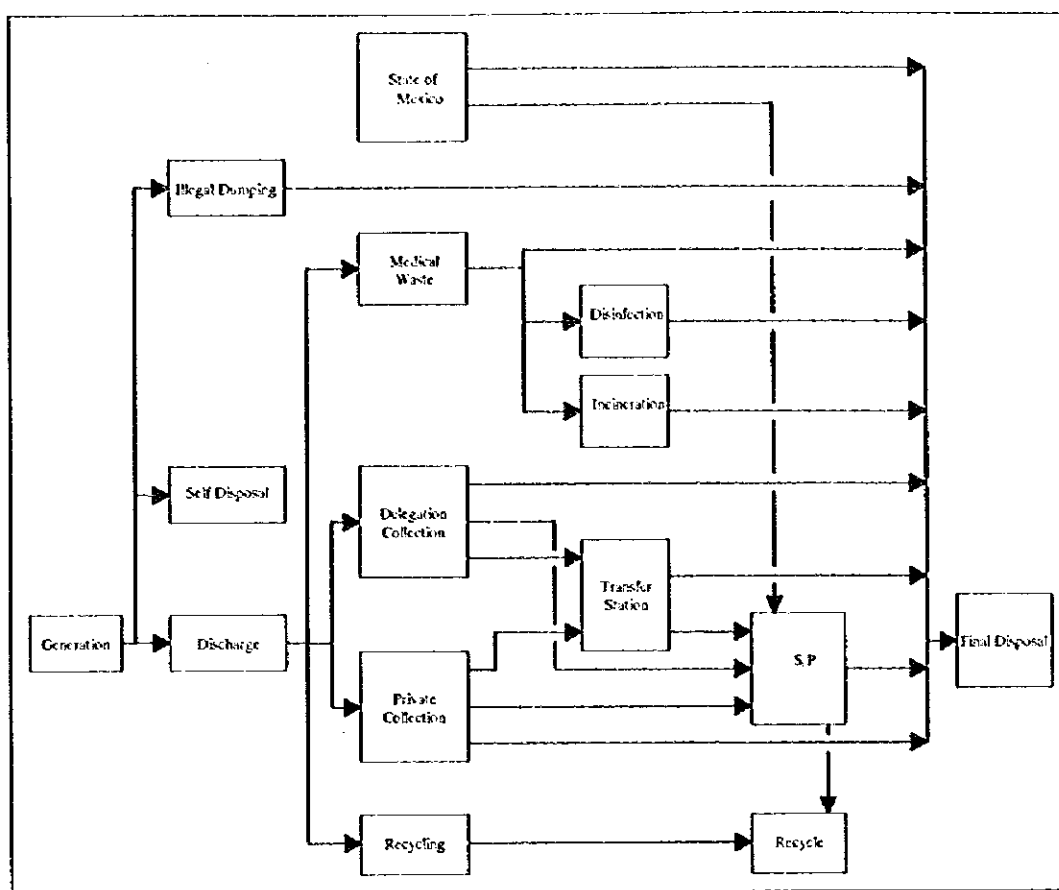 State of
Mexico
Illegal Dumping
Medical
Waste
Disinfection
Incineration
Self Disposal
Delegation
Collection
Transfer
Station
Generation
Discharge
S/P
Final Disposal
Private
Collection
Recycling
Recycle